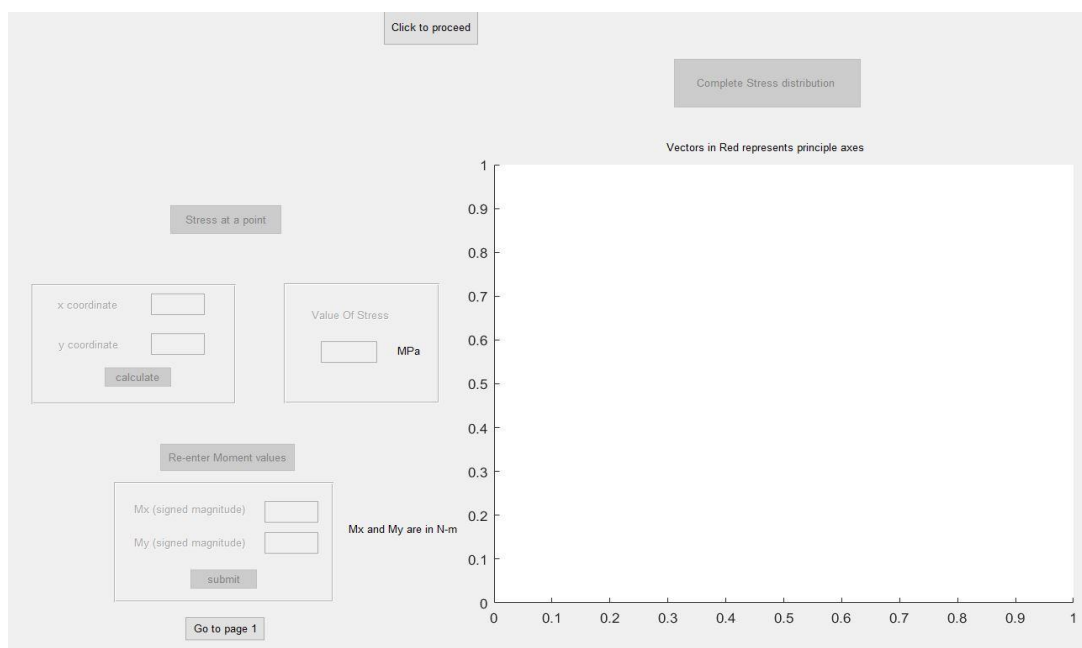 Click to proceed
Complete Stress distribution
Vectors in Red represents principle axes
Stress at a point
x coordinate
y coordinate
calculate
Value Of Stress
MPa
Re-enter Moment values
Mx (signed magnitude)
My (signed magnitude)
submit
Mx and My are in N-m
Go to page 1
1
0.9
0.8
0.7
0.6
0.5
0.4
0.3
0.2
0.1
0
0 0.1 0.2 0.3 0.4 0.5 0.6 0.7 0.8 0.9 1